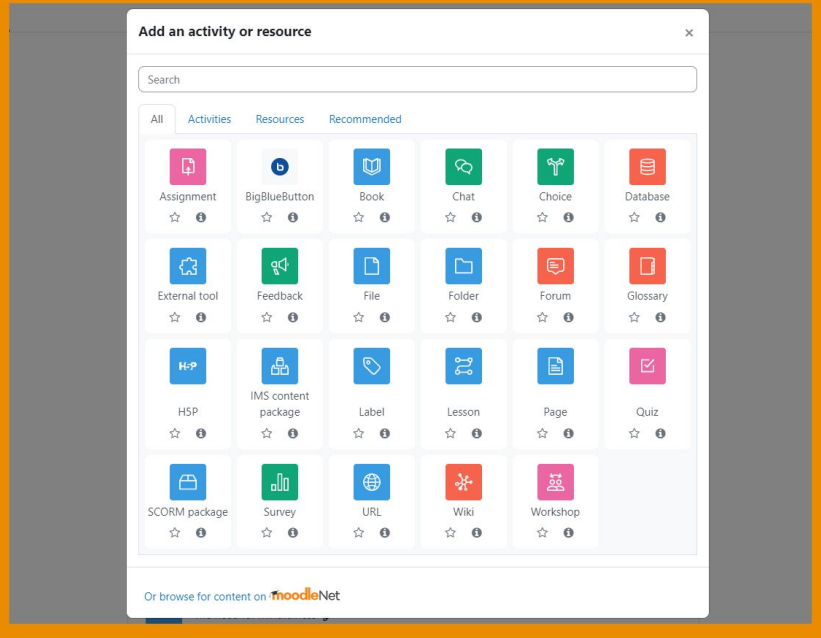 Add an activity or resource
×
Search
All Activities Resources Recommended
Assignment BigBlueButton Book Chat Choice Database
External tool Feedback File Folder Forum Glossary
H-P
IMS content
H5P package Label Lesson Page Quiz
SCORM package Survey URL Wiki Workshop
Or browse for content on moodleNet